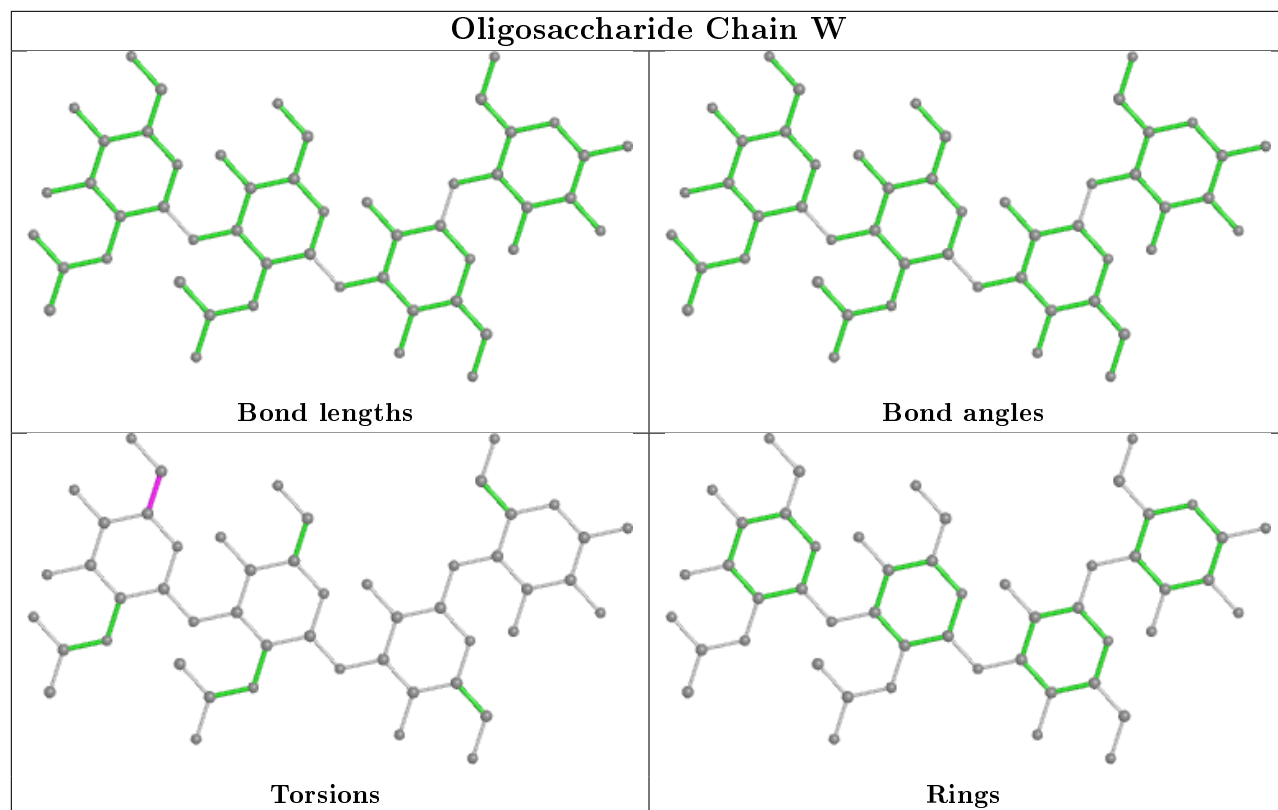 Oligosaccharide Chain W
Bond lengths
Bond angles
Torsions
Rings